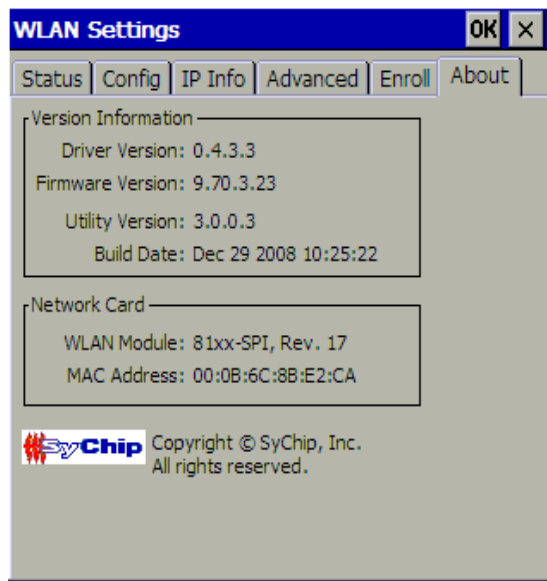 WLAN Settings OK ×
Status Config IP Info Advanced Enroll About
Version Information
Driver Version: 0.4.3.3
Firmware Version: 9.70.3.23
Utility Version: 3.0.0.3
Build Date: Dec 29 2008 10:25:22
Network Card
WLAN Module: 81xx-SPI, Rev. 17
MAC Address: 00:0B:6C:8B:E2:CA
SyChip Copyright © SyChip, Inc.
All rights reserved.